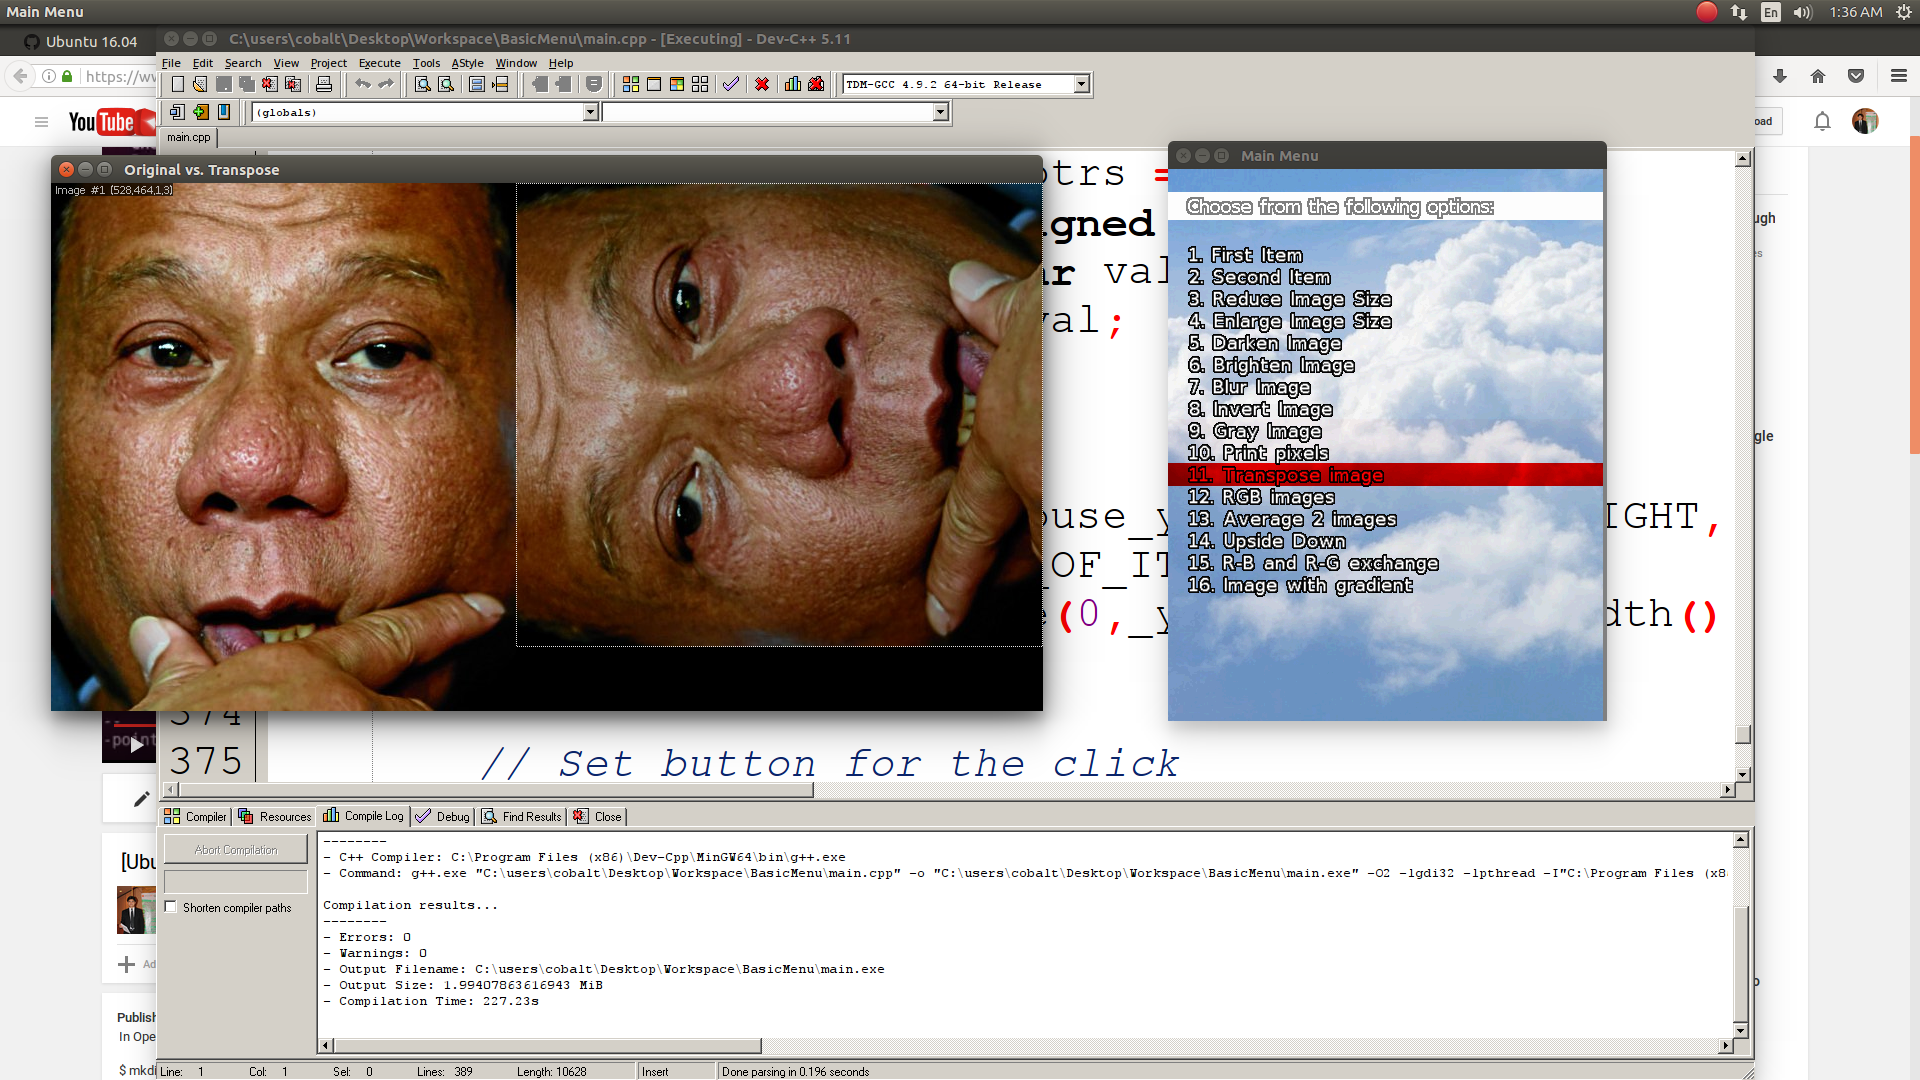 Main Menu
En
1:36 AM
Ubuntu 16.04
C:\users\cobalt\Desktop\Workspace\BasicMenu\main.cpp - [Executing] - Dev-C++ 5.11
File Edit Search View Project Execute Tools AStyle Window Help
https://w
TDM-GCC 4.9.2 64-bit Release
(globals)
YouTube
main.cpp
Original vs. Transpose
Image #1 (528,464,1,3)
Main Menu
Choose from the following options:
1. First Item
2. Second Item
3. Reduce Image Size
4. Enlarge Image Size
5. Darken Image
6. Brighten Image
7. Blur Image
8. Invert Image
9. Gray Image
10. Print pixels
11. Transpose image
12. RGB images
13. Average 2 images
14. Upside Down
15. R-B and R-G exchange
16. Image with gradient
ptrs =
igned
ar val
val;
ouse_y
IGHT,
_OF_IT
(0,_y
dth()
374
375
// Set button for the click
Compiler Resources Compile Log Debug Find Results Close
Abort Compilation
Shorten compiler paths
--------
- C++ Compiler: C:\Program Files (x86)\Dev-Cpp\MinGW64\bin\g++.exe
- Command: g++.exe "C:\users\cobalt\Desktop\Workspace\BasicMenu\main.cpp" -o "C:\users\cobalt\Desktop\Workspace\BasicMenu\main.exe" -O2 -lgdi32 -lpthread -I"C:\Program Files (x8
Compilation results...
--------
- Errors: 0
- Warnings: 0
- Output Filename: C:\users\cobalt\Desktop\Workspace\BasicMenu\main.exe
- Output Size: 1.99407863616943 MiB
- Compilation Time: 227.23s
[Ubu
Ad
Publish
In Ope
$ mkdi
-point
oad
ugh
gle
Line: 1 Col: 1 Sel: 0 Lines: 389 Length: 10628 Insert Done parsing in 0.196 seconds